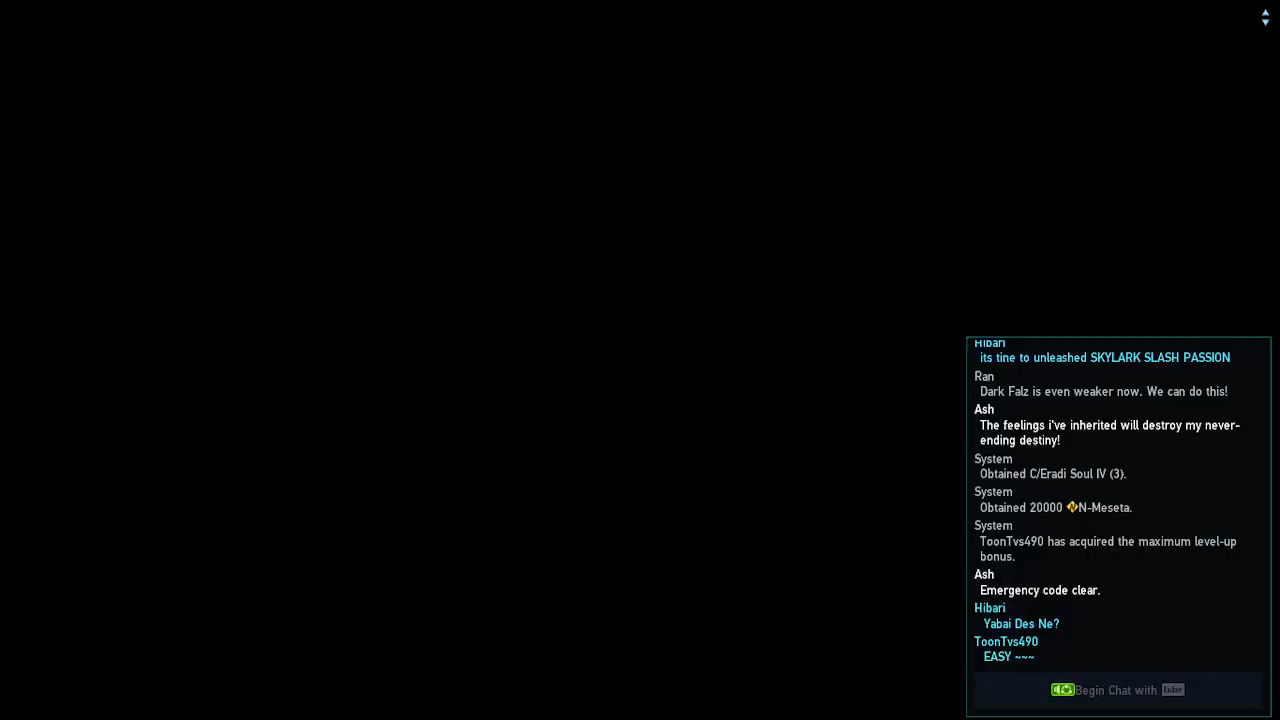 Hibari
its tine to unleashed SKYLARK SLASH PASSION
Ran
Dark Falz is even weaker now. We can do this!
Ash
The feelings i've inherited will destroy my never-
ending destiny!
System
Obtained C/Eradi Soul IV (3).
System
Obtained 20000 N-Meseta.
System
ToonTvs490 has acquired the maximum level-up
bonus.
Ash
Emergency code clear.
Hibari
Yabai Des Ne?
ToonTvs490
EASY ~~~
Begin Chat with Enter